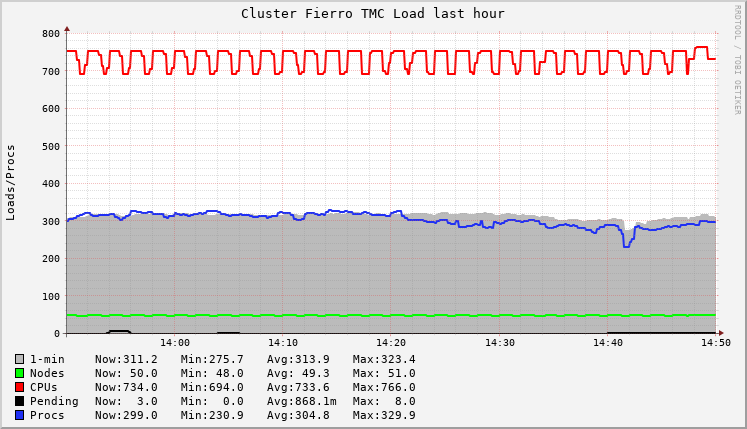 Cluster Fierro TMC Load last hour
RRDTOOL / TOBI OETIKER
Loads/Procs
800
700
600
500
400
300
200
100
0
14:00 14:10 14:20 14:30 14:40 14:50
1-min Now:311.2 Min:275.7 Avg:313.9 Max:323.4
Nodes Now: 50.0 Min: 48.0 Avg: 49.3 Max: 51.0
CPUs Now:734.0 Min:694.0 Avg:733.6 Max:766.0
Pending Now: 3.0 Min: 0.0 Avg:868.1m Max: 8.0
Procs Now:299.0 Min:230.9 Avg:304.8 Max:329.9